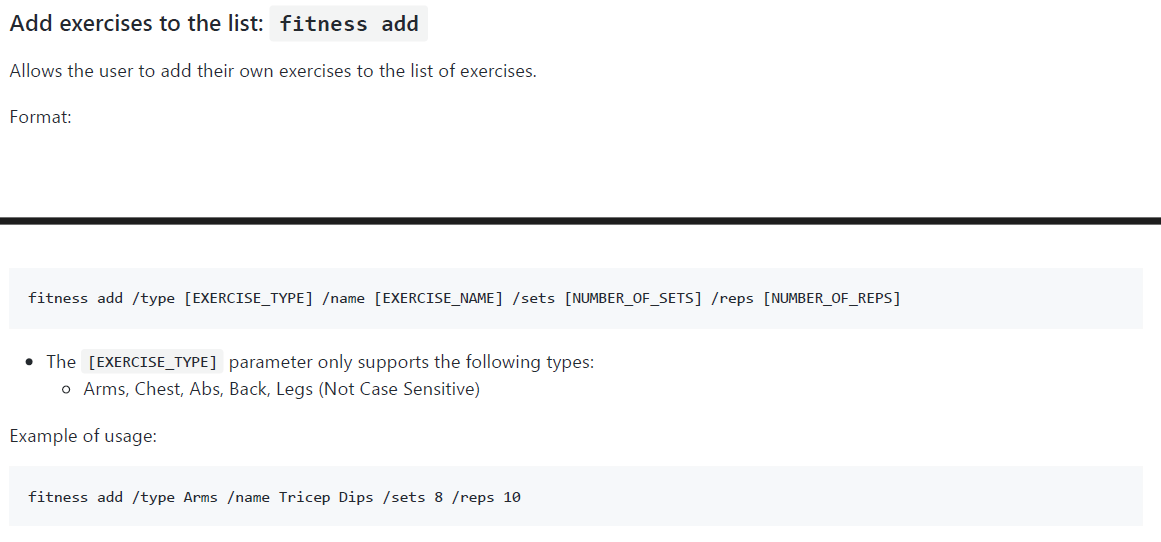 Add exercises to the list: fitness add
Allows the user to add their own exercises to the list of exercises.
Format:
fitness add /type [EXERCISE_TYPE] /name [EXERCISE_NAME] /sets [NUMBER_OF_SETS] /reps [NUMBER_OF_REPS]
The [EXERCISE_TYPE] parameter only supports the following types:
Arms, Chest, Abs, Back, Legs (Not Case Sensitive)
Example of usage:
fitness add /type Arms /name Tricep Dips /sets 8 /reps 10